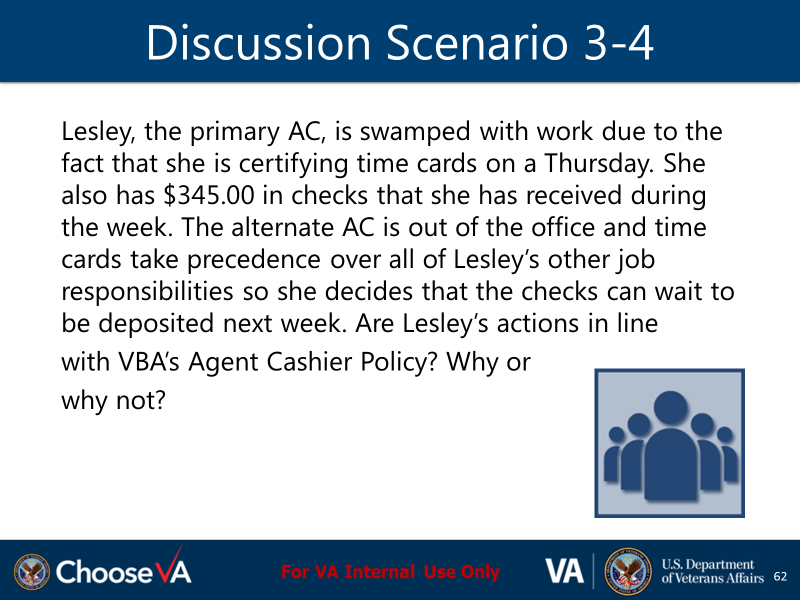 Discussion Scenario 3-4
Lesley, the primary AC, is swamped with work due to the
fact that she is certifying time cards on a Thursday. She
also has $345.00 in checks that she has received during
the week. The alternate AC is out of the office and time
cards take precedence over all of Lesley’s other job
responsibilities so she decides that the checks can wait to
be deposited next week. Are Lesley’s actions in line
with VBA’s Agent Cashier Policy? Why or
why not?
Choose VA
For VA Internal Use Only
VA
U.S. Department
of Veterans Affairs
62